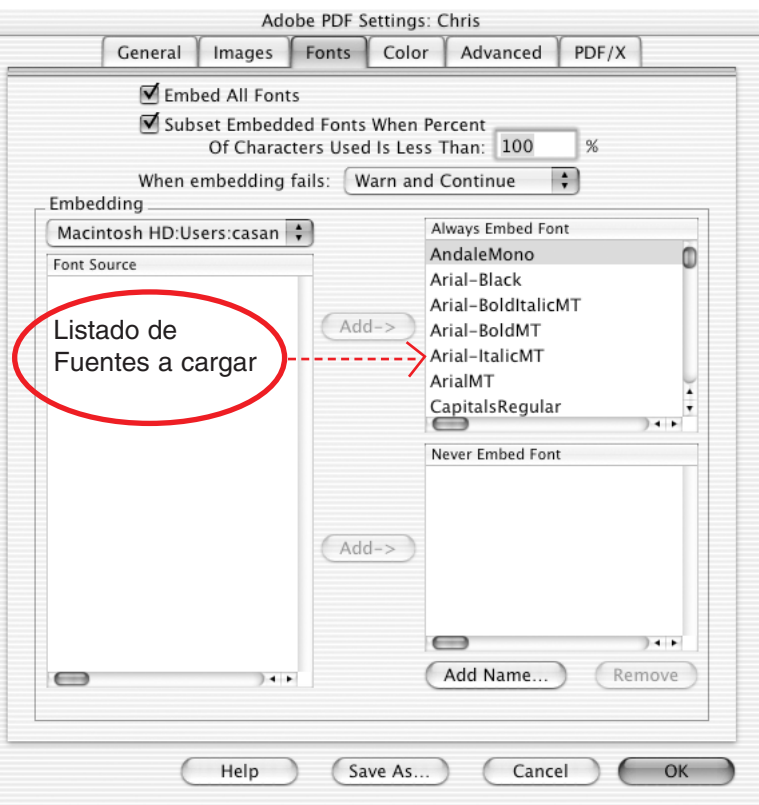 Adobe PDF Settings: Chris
General Images Fonts Color Advanced PDF/X
Embed All Fonts
Subset Embedded Fonts When Percent
Of Characters Used Is Less Than: 100 %
When embedding fails: Warn and Continue
Embedding
Macintosh HD:Users:casan
Font Source
Listado de
Fuentes a cargar
Add->
Always Embed Font
AndaleMono
Arial-Black
Arial-BoldItalicMT
Arial-BoldMT
Arial-ItalicMT
ArialMT
CapitalsRegular
Add->
Never Embed Font
Add Name... Remove
Help Save As... Cancel OK